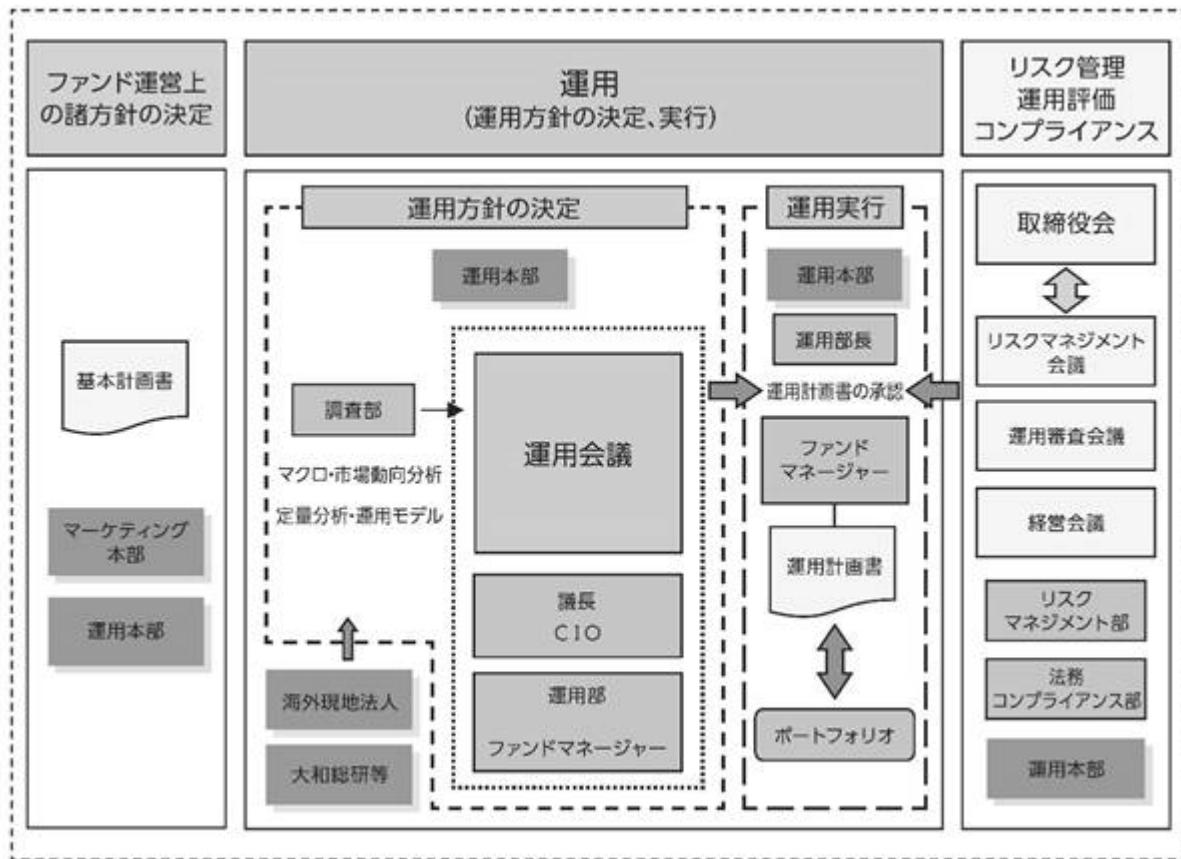 ファンド運営上
の諸方針の決定
運用
(運用方針の決定、実行)
リスク管理
運用評価
コンプライアンス
基本計画書
マーケティング
本部
運用本部
運用方針の決定
運用本部
調査部
マクロ・市場動向分析
定量分析・運用モデル
運用会議
議長
CIO
運用部
ファンドマネージャー
海外現地法人
大和総研等
運用実行
運用本部
運用部長
運用計画書の承認
ファンド
マネージャー
運用計画書
ポートフォリオ
取締役会
リスクマネジメント
会議
運用審査会議
経営会議
リスク
マネジメント部
法務
コンプライアンス部
運用本部